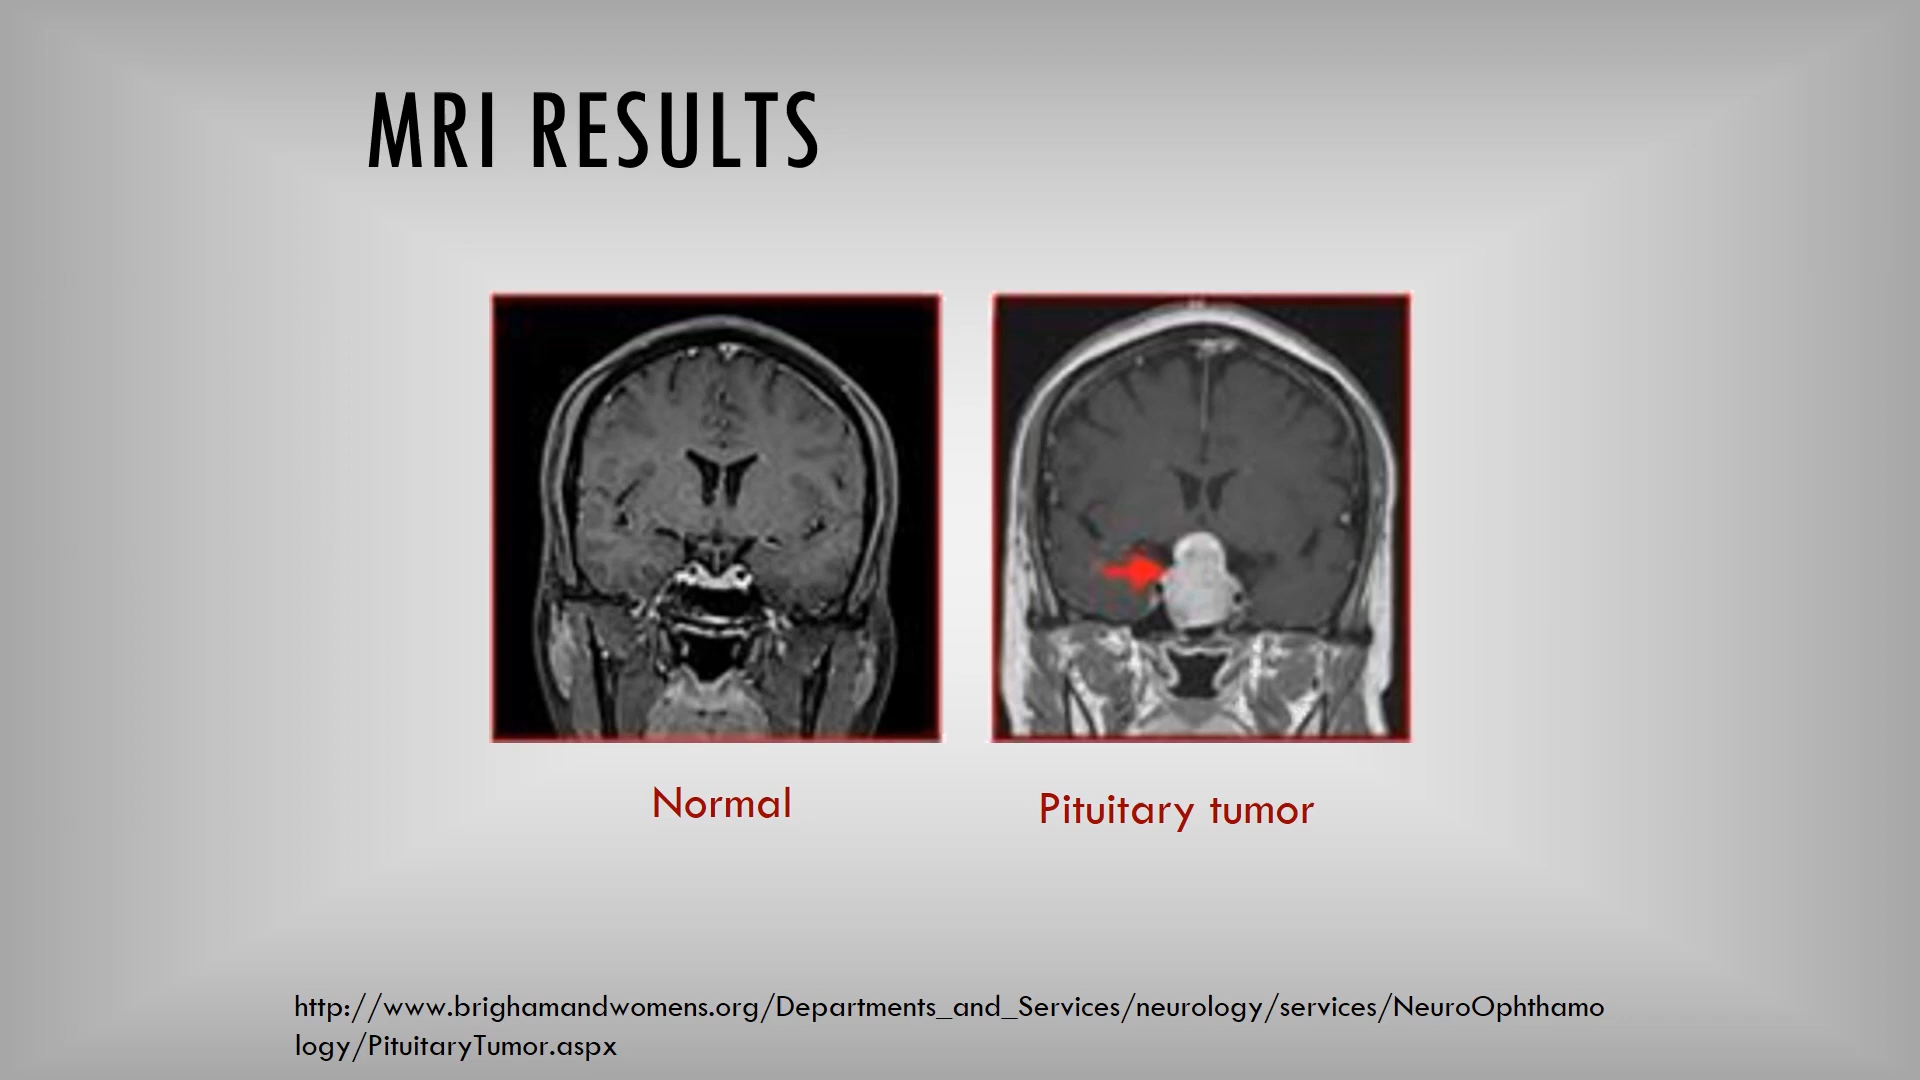 MRI RESULTS
Normal
Pituitary tumor
http://www.brighamandwomens.org/Departments_and_Services/neurology/services/NeuroOphthamo
logy/PituitaryTumor.aspx